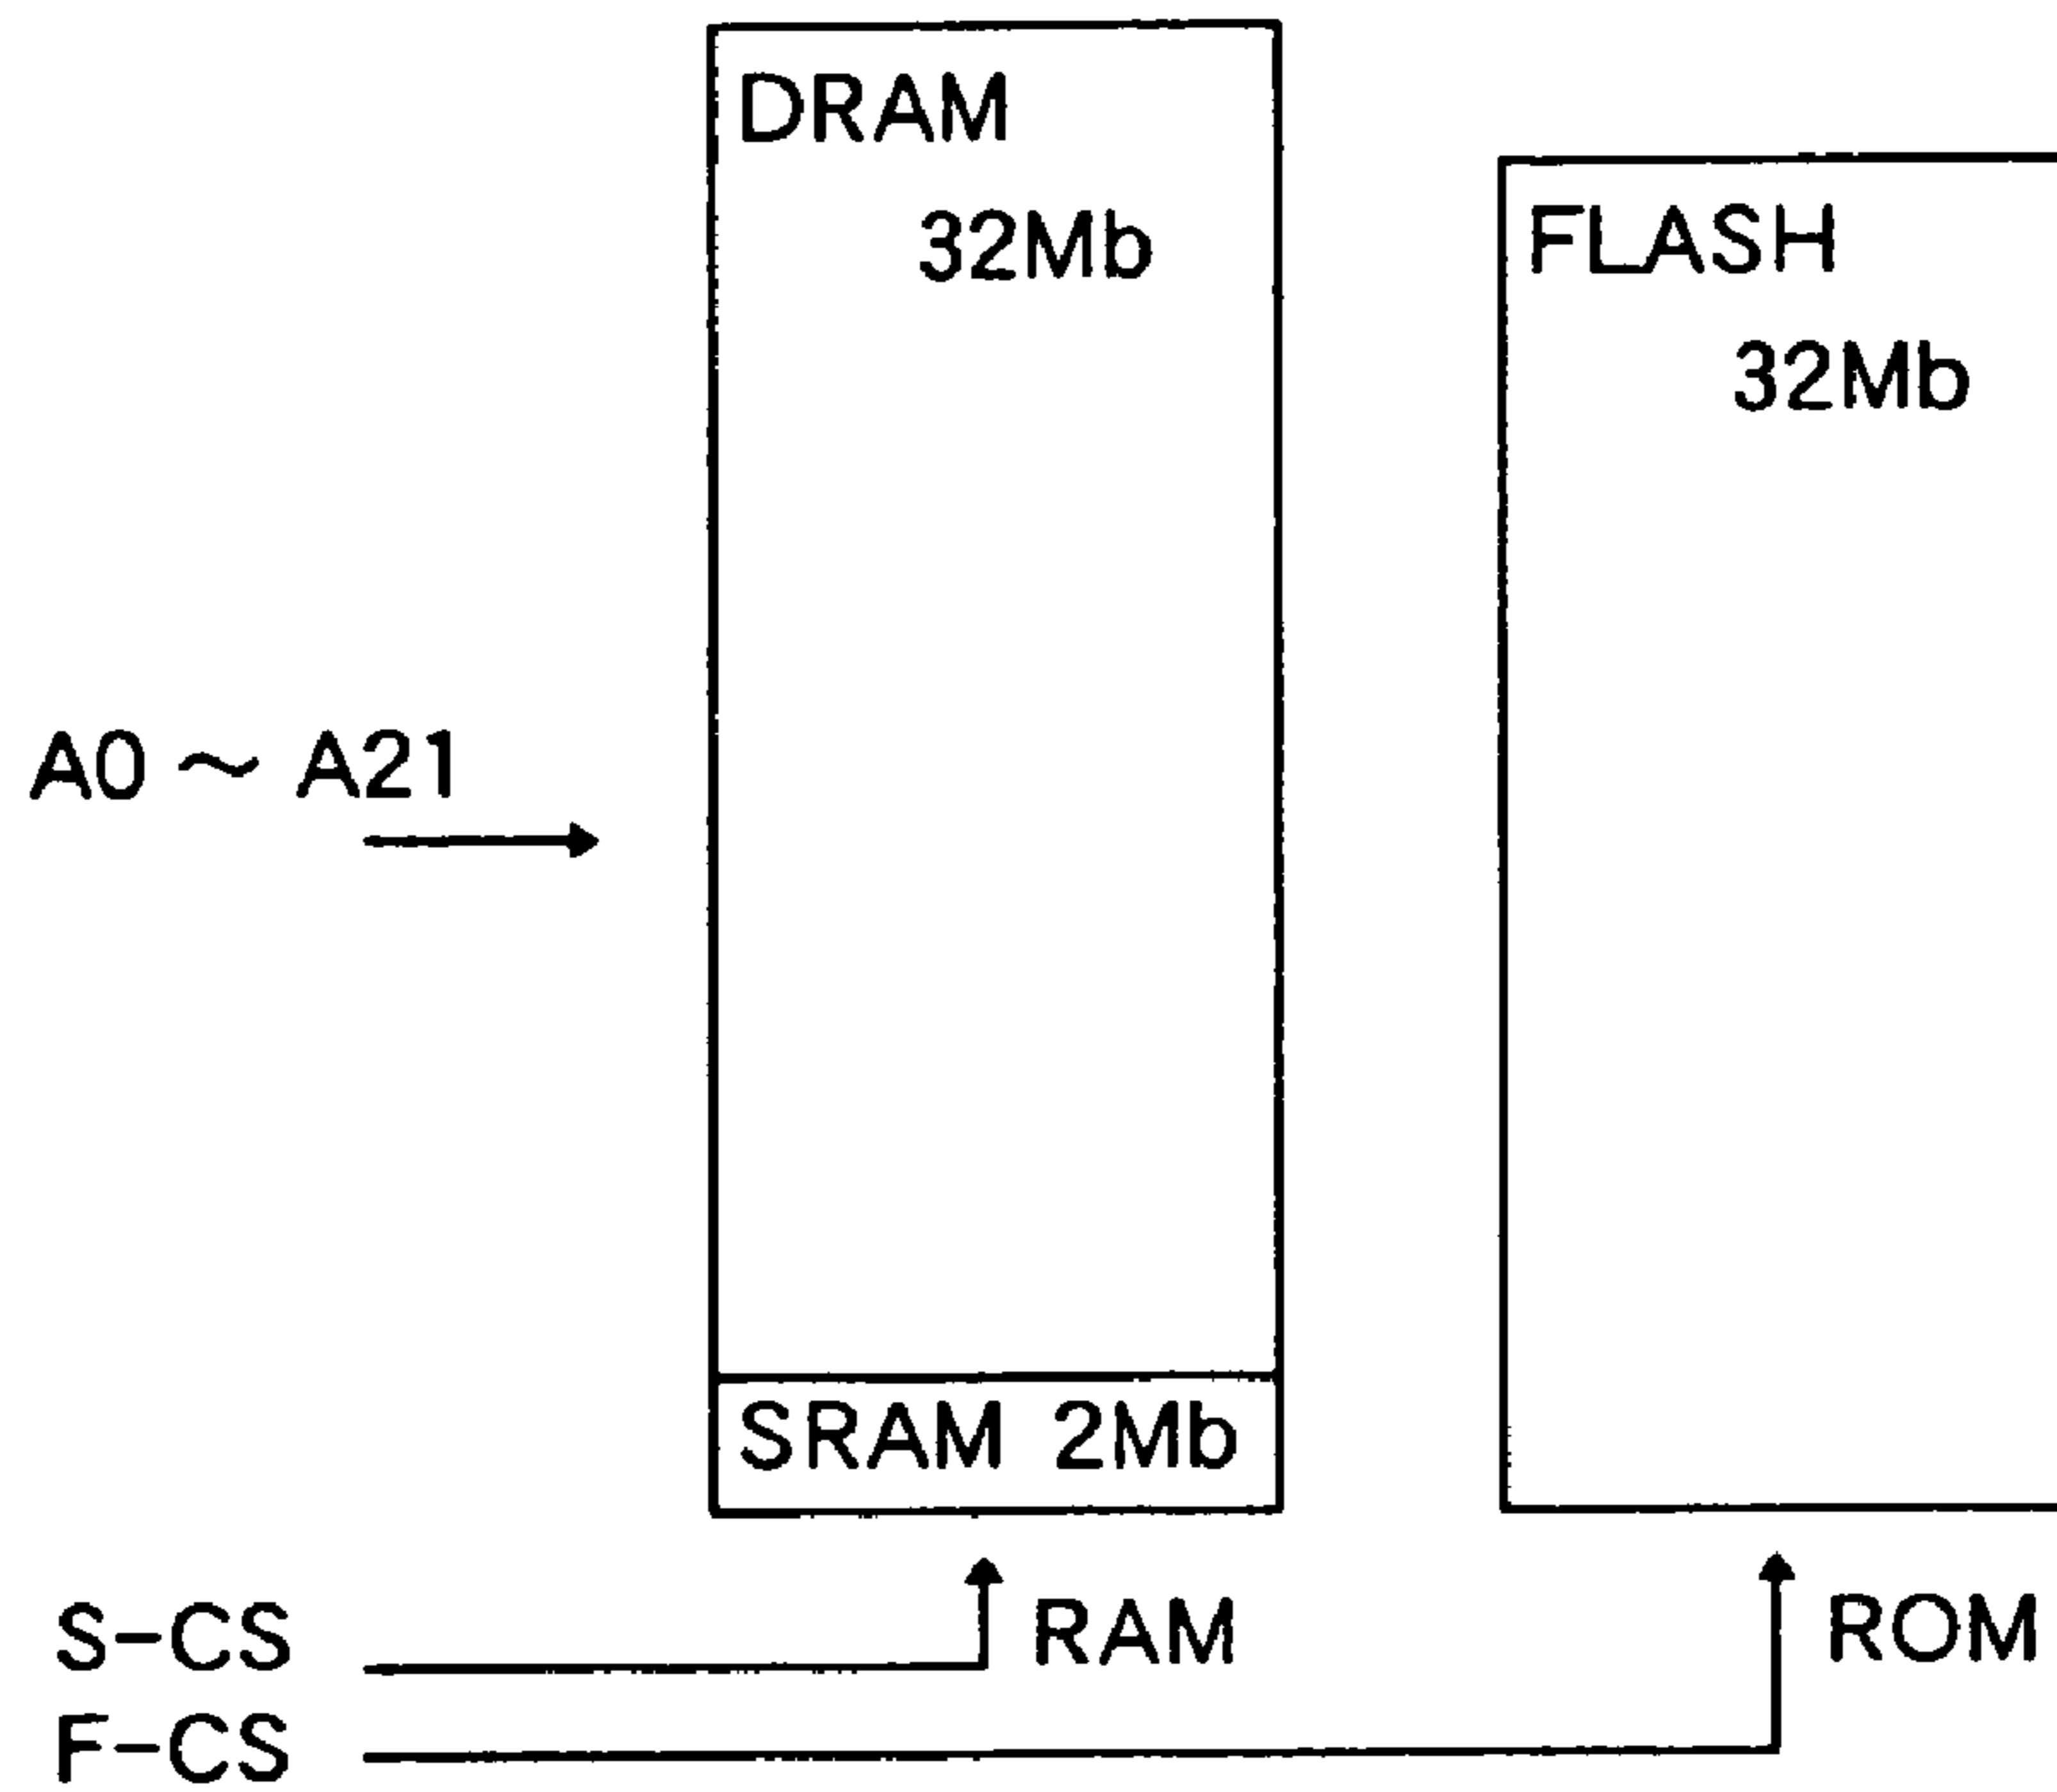 DRAM
32Mb
FLASH
32Mb
A0 ~ A21
SRAM 2Mb
S-CS
RAM
ROM
F-CS